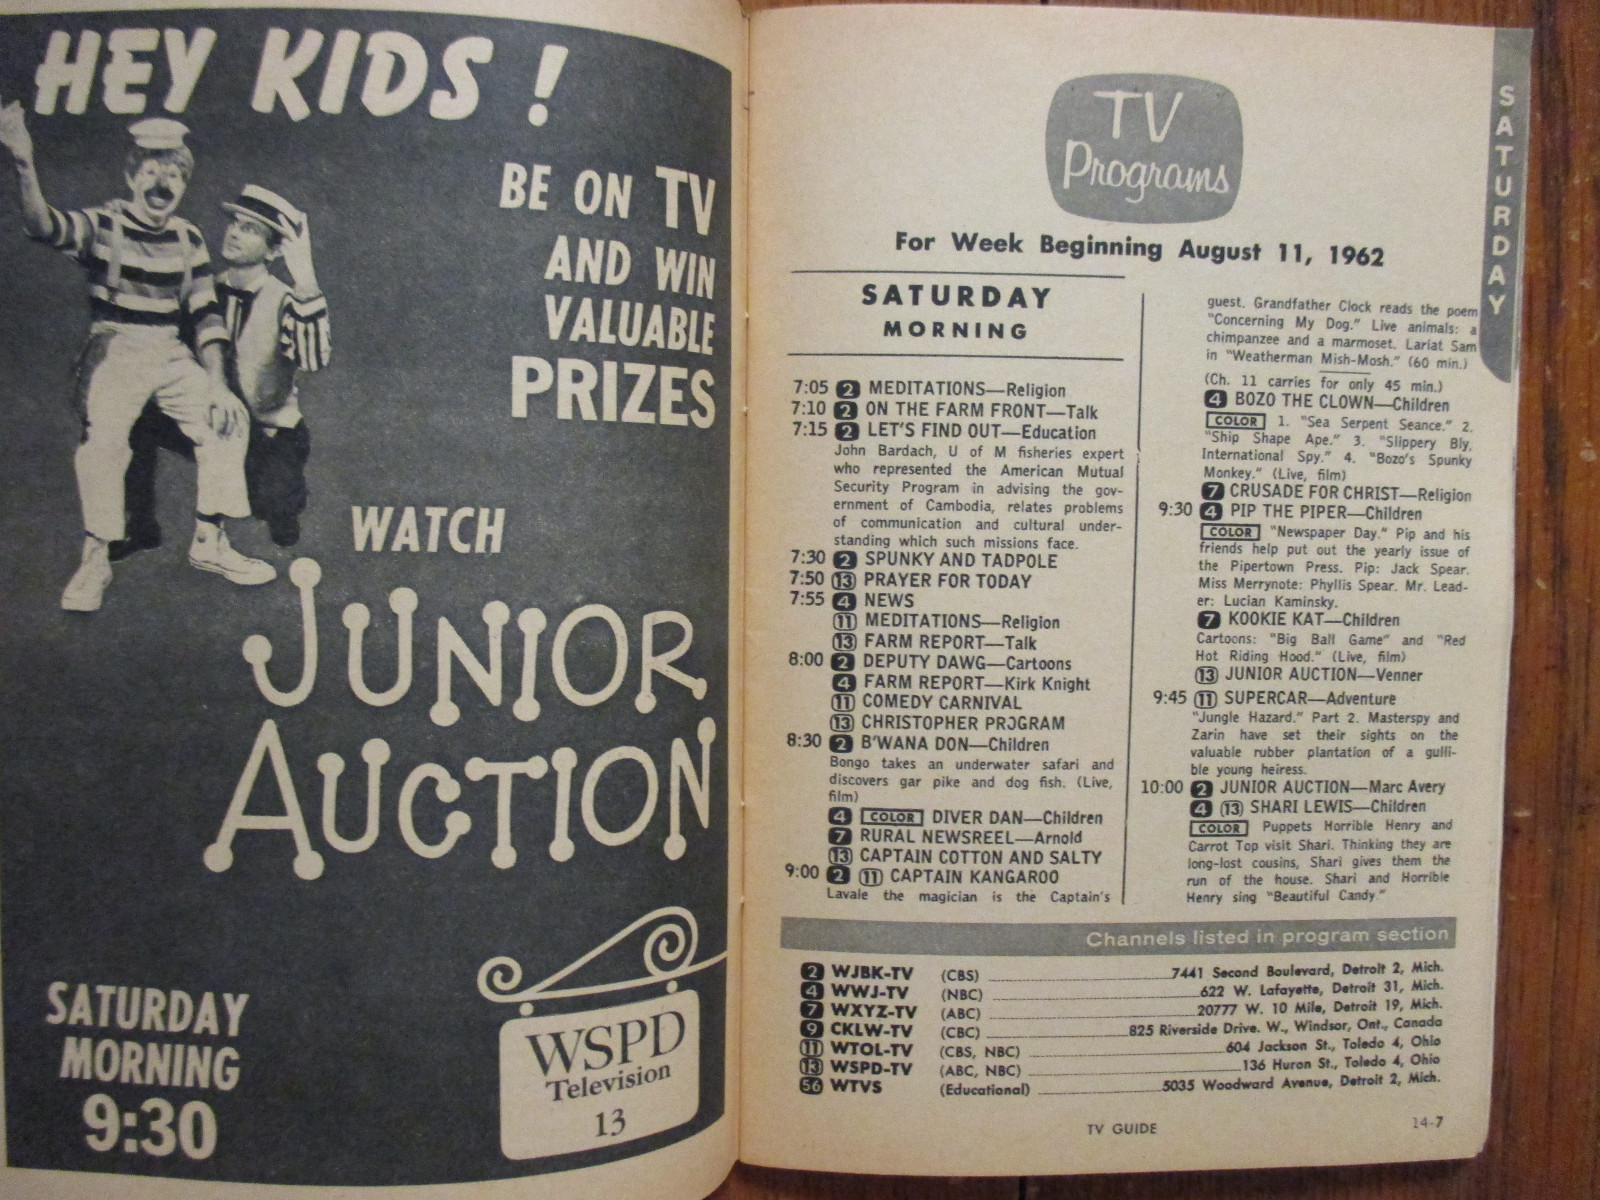 HEY KIDS !
BE ON TV
AND WIN
VALUABLE
PRIZES
WATCH
JUNIOR
AUCTION
SATURDAY
MORNING
9:30
WSPD
Television
13
TV
Programs
SATURDAY
For Week Beginning August 11, 1962
SATURDAY
MORNING
7:05 2 MEDITATIONS—Religion
7:10 2 ON THE FARM FRONT—Talk
7:15 2 LET'S FIND OUT—Education
John Bardach, U of M fisheries expert
who represented the American Mutual
Security Program in advising the gov-
ernment of Cambodia, relates problems
of communication and cultural under-
standing which such missions face.
7:30 2 SPUNKY AND TADPOLE
7:50 13 PRAYER FOR TODAY
7:55 4 NEWS
11 MEDITATIONS—Religion
13 FARM REPORT—Talk
8:00 2 DEPUTY DAWG—Cartoons
4 FARM REPORT—Kirk Knight
11 COMEDY CARNIVAL
13 CHRISTOPHER PROGRAM
8:30 2 B'WANA DON—Children
Bongo takes an underwater safari and
discovers gar pike and dog fish. (Live,
film)
4 COLOR DIVER DAN—Children
7 RURAL NEWSREEL—Arnold
13 CAPTAIN COTTON AND SALTY
9:00 2 11 CAPTAIN KANGAROO
Lavale the magician is the Captain's
guest. Grandfather Clock reads the poem
"Concerning My Dog." Live animals: a
chimpanzee and a marmoset. Lariat Sam
in "Weatherman Mish-Mosh." (60 min.)
(Ch. 11 carries for only 45 min.)
4 BOZO THE CLOWN—Children
COLOR 1. "Sea Serpent Seance." 2.
"Ship Shape Ape." 3. "Slippery Bly,
International Spy." 4. "Bozo's Spunky
Monkey." (Live, film)
7 CRUSADE FOR CHRIST—Religion
9:30 4 PIP THE PIPER—Children
COLOR "Newspaper Day." Pip and his
friends help put out the yearly issue of
the Pipertown Press. Pip: Jack Spear.
Miss Merrynote: Phyllis Spear. Mr. Lead-
er: Lucian Kaminsky.
7 KOOKIE KAT—Children
Cartoons: "Big Ball Game" and "Red
Hot Riding Hood." (Live, film)
13 JUNIOR AUCTION—Venner
9:45 11 SUPERCAR—Adventure
"Jungle Hazard." Part 2. Masterspy and
Zarin have set their sights on the
valuable rubber plantation of a gulli-
ble young heiress.
10:00 2 JUNIOR AUCTION—Marc Avery
4 13 SHARI LEWIS—Children
COLOR Puppets Horrible Henry and
Carrot Top visit Shari. Thinking they are
long-lost cousins, Shari gives them the
run of the house. Shari and Horrible
Henry sing "Beautiful Candy."
Channels listed in program section
2 WJBK-TV (CBS) 7441 Second Boulevard, Detroit 2, Mich.
4 WWJ-TV (NBC) 622 W. Lafayette, Detroit 31, Mich.
7 WXYZ-TV (ABC) 20777 W. 10 Mile, Detroit 19, Mich.
9 CKLW-TV (CBC) 825 Riverside Drive. W., Windsor, Ont., Canada
11 WTOL-TV (CBS, NBC) 604 Jackson St., Toledo 4, Ohio
13 WSPD-TV (ABC, NBC) 136 Huron St., Toledo 4, Ohio
56 WTVS (Educational) 5035 Woodward Avenue, Detroit 2, Mich.
TV GUIDE
14-7